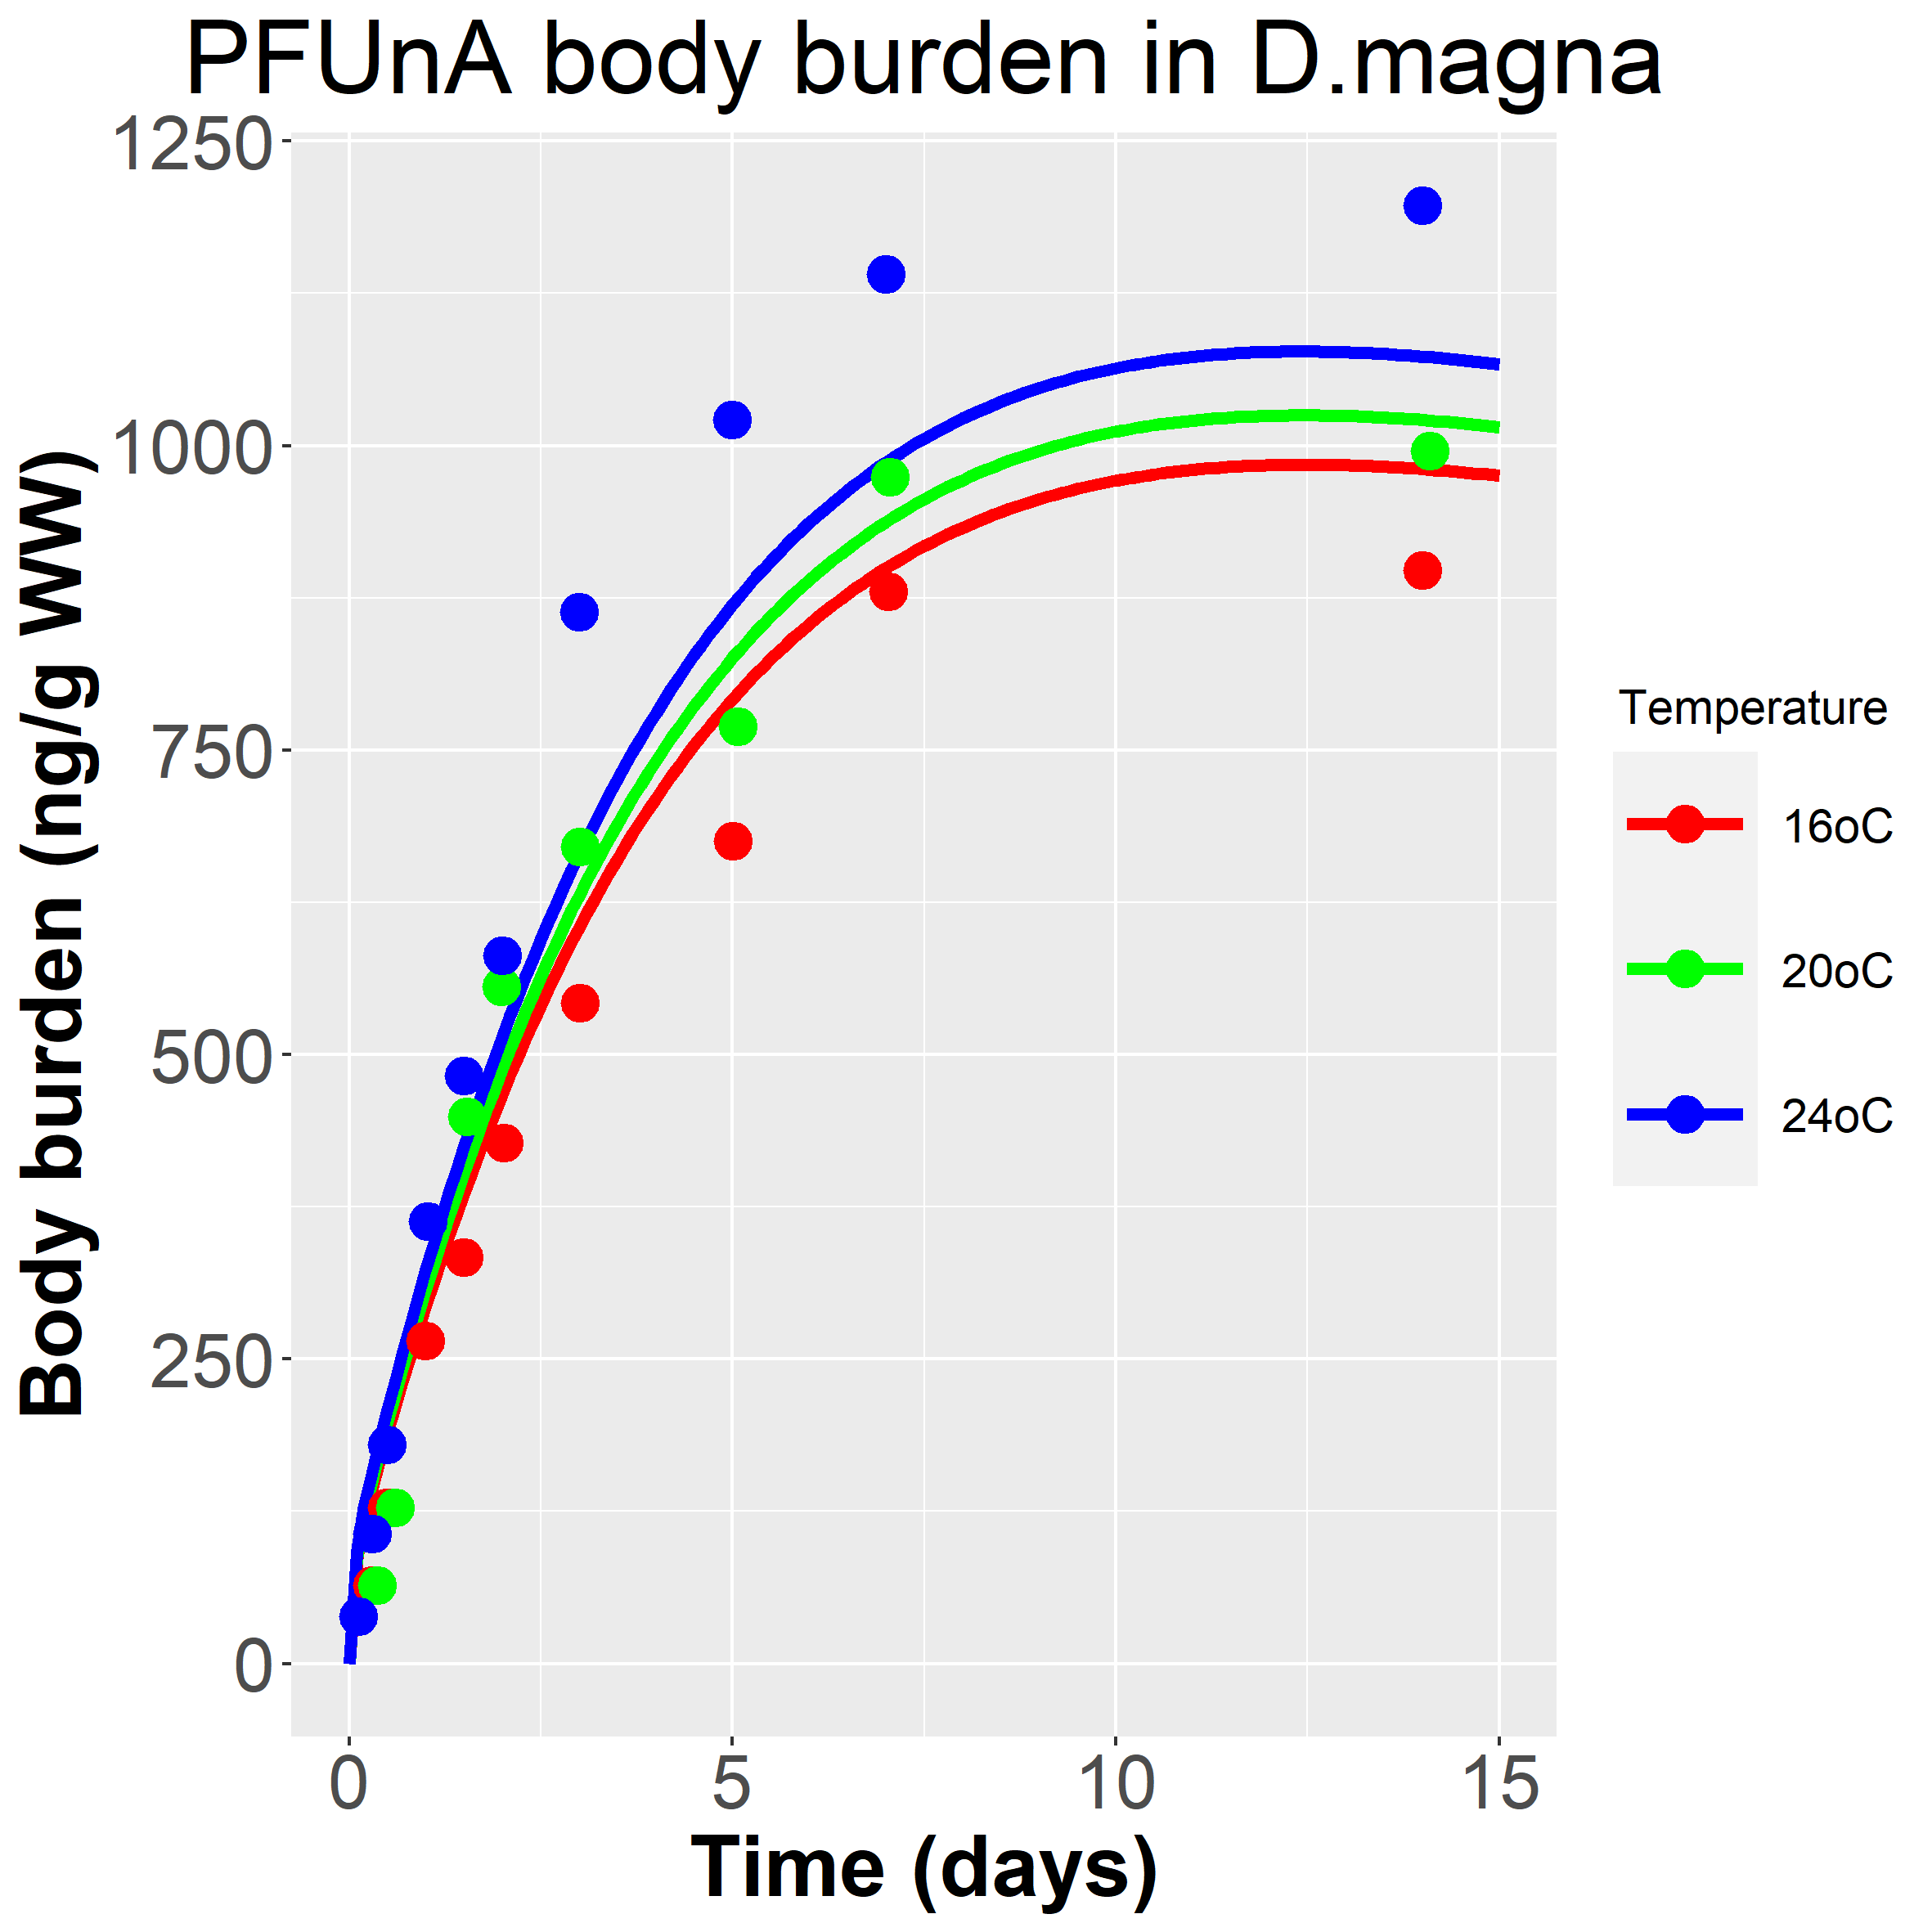 PFUnA body burden in D.magna
Body burden (ng/g WW)
1250
1000
750
500
250
0
0 5 10 15
Time (days)
Temperature
16oC
20oC
24oC